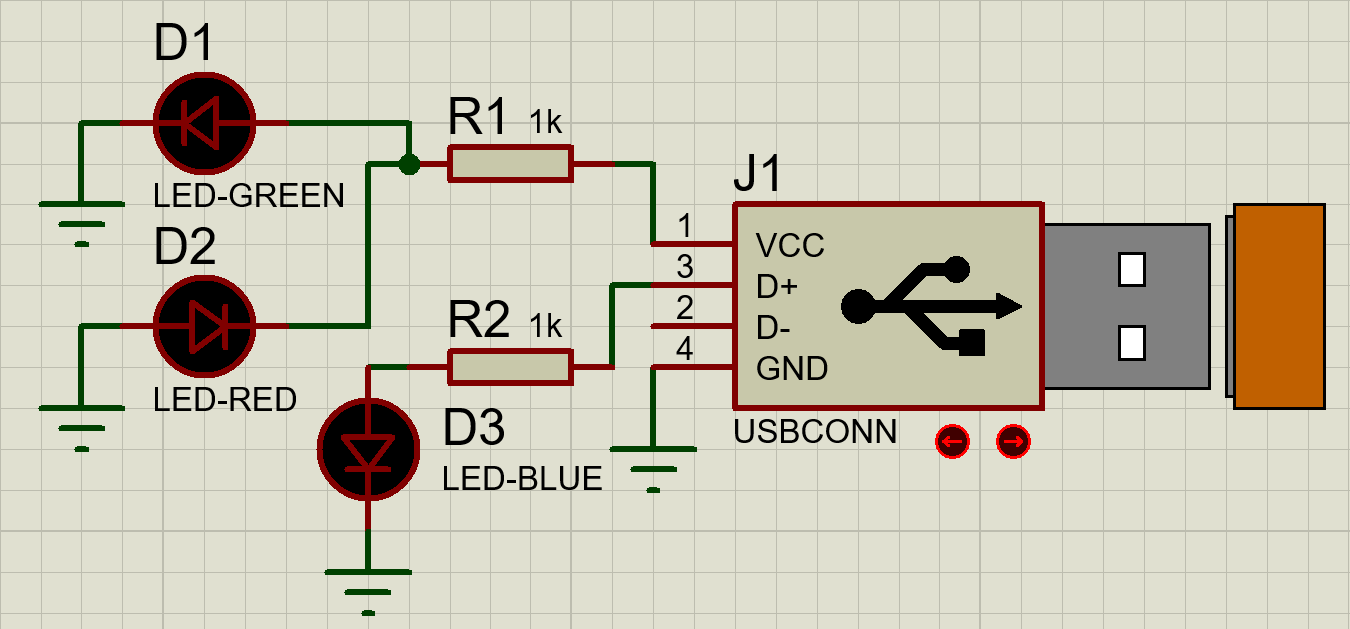 D1
LED-GREEN
D2
LED-RED
R1 1k
R2 1k
D3
LED-BLUE
J1
1 VCC
3 D+
2 D-
4 GND
USBCONN